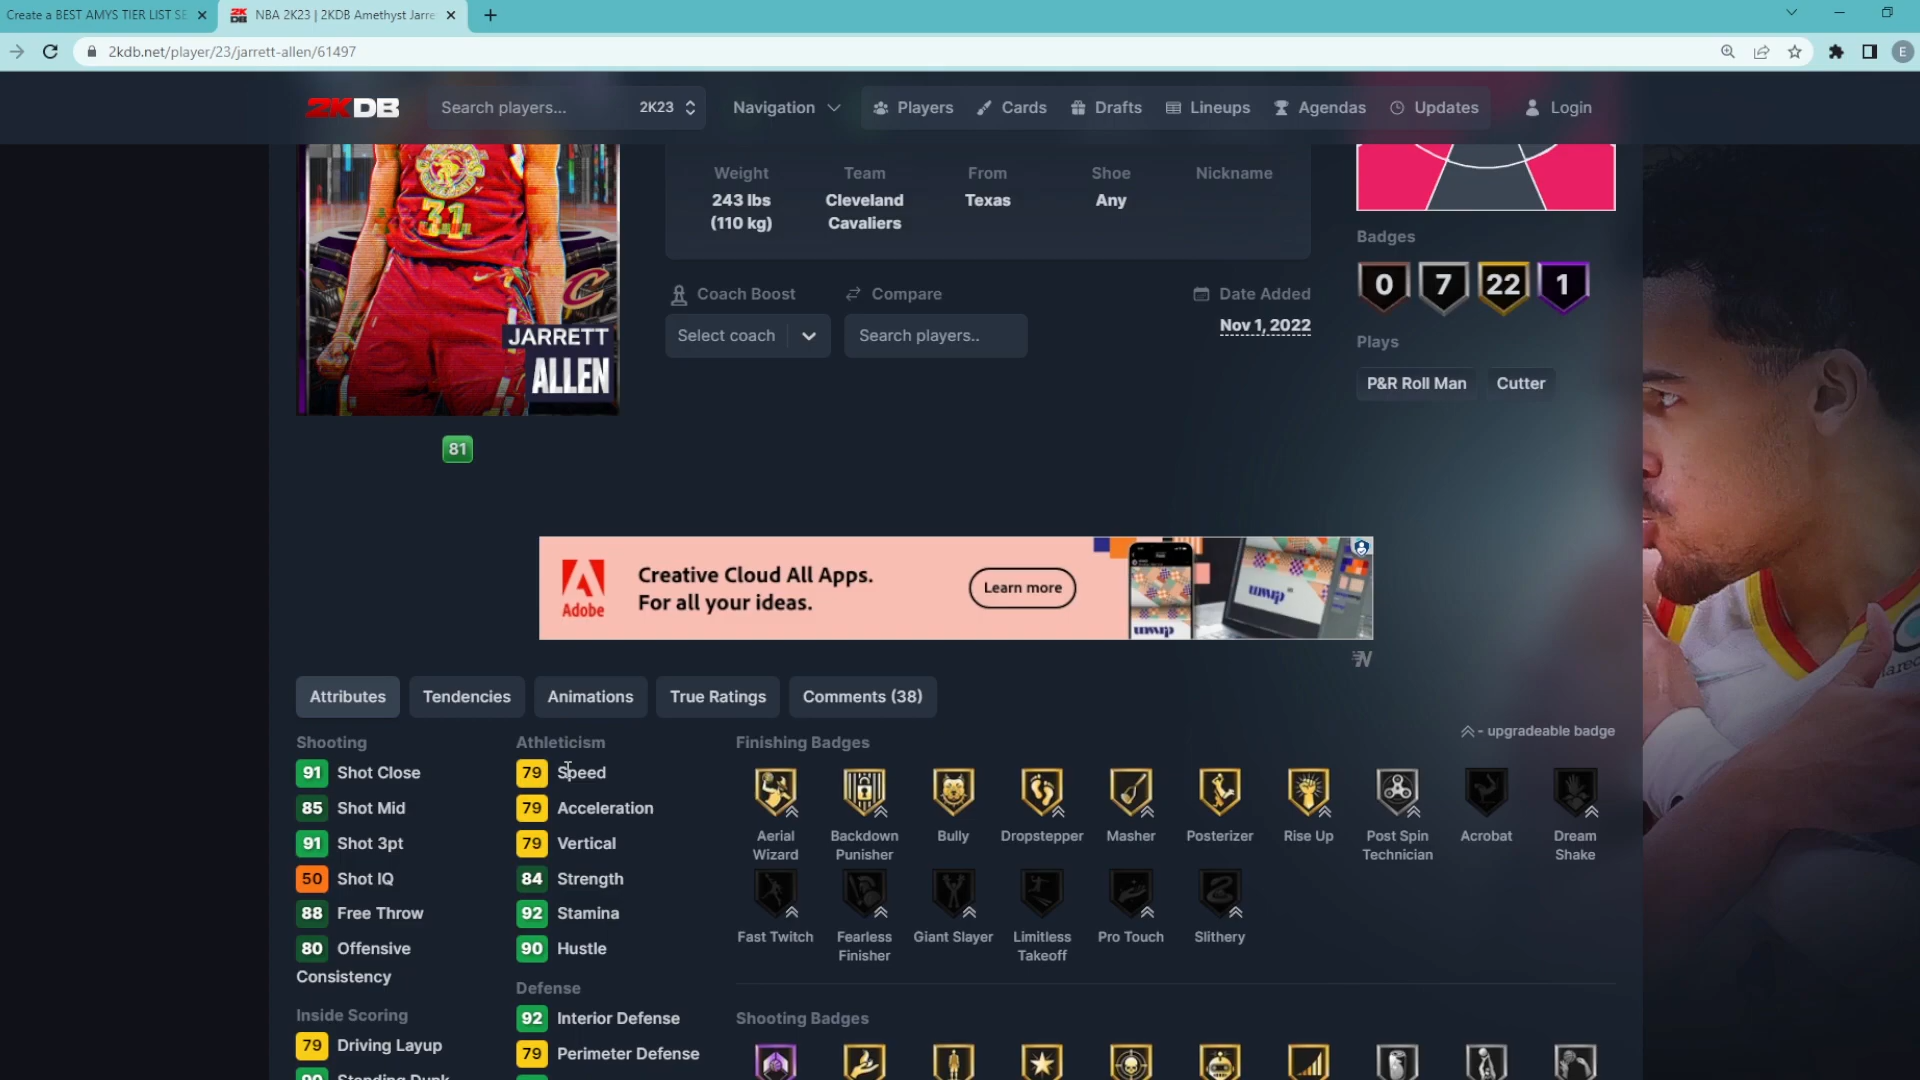 Create a BEST AMYS TIER LIST SE
NBA 2K23 | 2KDB Amethyst Jarre
2kdb.net/player/23/jarrett-allen/61497
E
2KDB
Search players...
2K23
Navigation
Players
Cards
Drafts
Lineups
Agendas
Updates
Login
31
JARRETT
ALLEN
81
Weight
243 lbs
(110 kg)
Team
Cleveland
Cavaliers
From
Texas
Shoe
Any
Nickname
Coach Boost
Select coach
Compare
Search players..
Date Added
Nov 1, 2022
Badges
0 7 22 1
Plays
P&R Roll Man
Cutter
Adobe
Creative Cloud All Apps.
For all your ideas.
Learn more
Attributes
Tendencies
Animations
True Ratings
Comments (38)
- upgradeable badge
Shooting
91 Shot Close
85 Shot Mid
91 Shot 3pt
50 Shot IQ
88 Free Throw
80 Offensive
Consistency
Inside Scoring
79 Driving Layup
90 Standing Dunk
Athleticism
79 Speed
79 Acceleration
79 Vertical
84 Strength
92 Stamina
90 Hustle
Defense
92 Interior Defense
79 Perimeter Defense
Finishing Badges
Aerial
Wizard
Backdown
Punisher
Bully
Dropstepper
Masher
Posterizer
Rise Up
Post Spin
Technician
Acrobat
Dream
Shake
Fast Twitch
Fearless
Finisher
Giant Slayer
Limitless
Takeoff
Pro Touch
Slithery
Shooting Badges